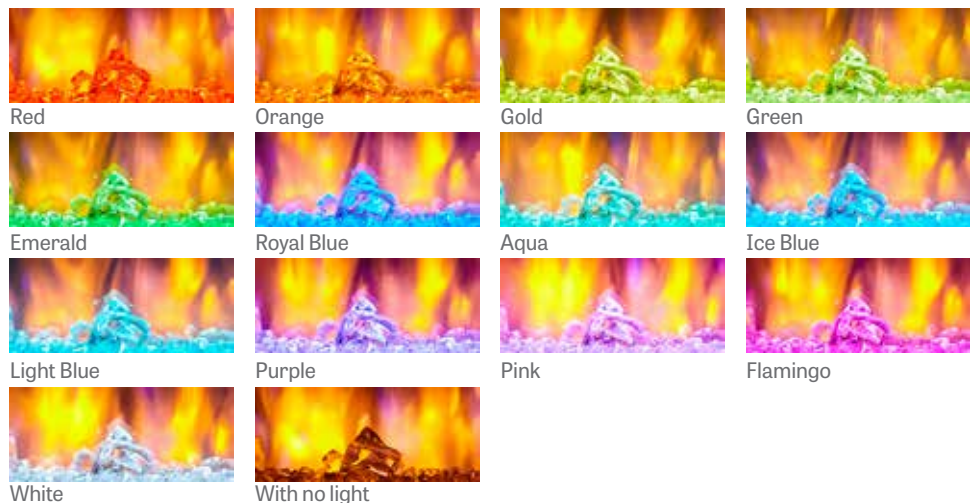 Red
Orange
Gold
Green
Emerald
Royal Blue
Aqua
Ice Blue
Light Blue
Purple
Pink
Flamingo
White
With no light